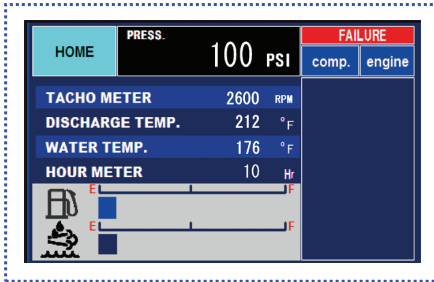 HOME
PRESS.
100 PSI
FAILURE
comp. engine
TACHO METER 2600 RPM
DISCHARGE TEMP. 212 °F
WATER TEMP. 176 °F
HOUR METER 10 Hr
E F
E F